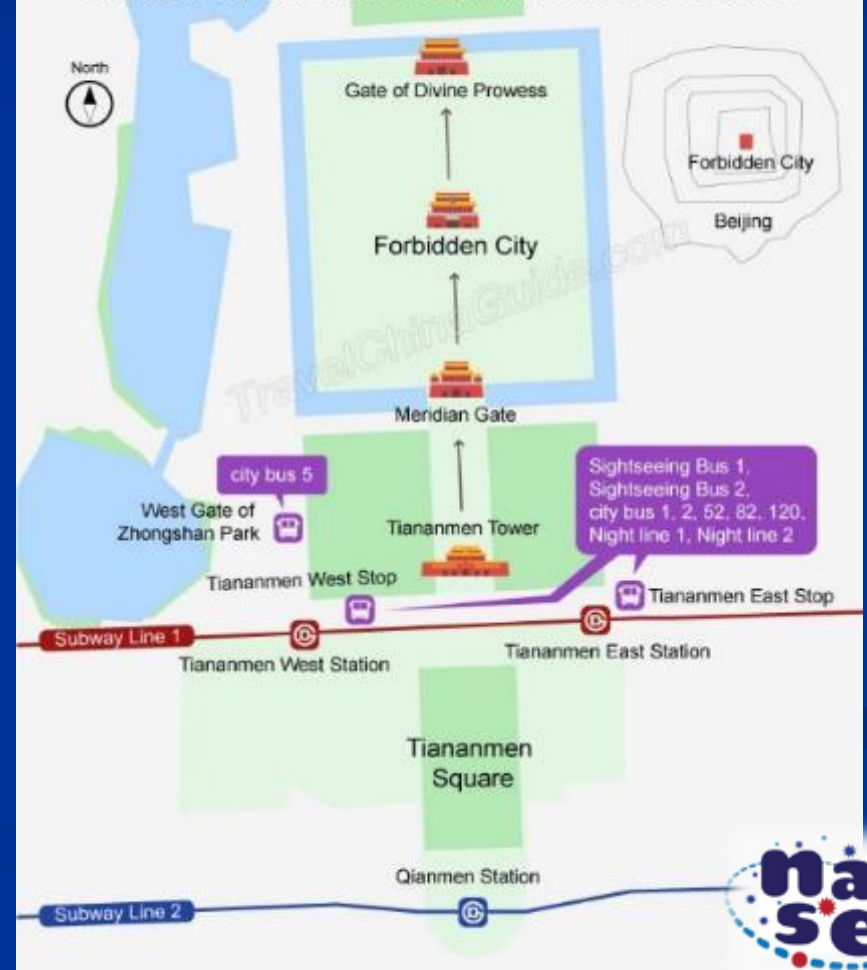 North
Gate of Divine Prowess
Forbidden City
Beijing
Forbidden City
TravelChinaGuide.com
Meridian Gate
city bus 5
West Gate of
Zhongshan Park
Sightseeing Bus 1,
Sightseeing Bus 2,
city bus 1, 2, 52, 82, 120,
Night line 1, Night line 2
Tiananmen Tower
Tiananmen West Stop
Tiananmen East Stop
Subway Line 1
Tiananmen West Station
Tiananmen East Station
Tiananmen
Square
Qianmen Station
Subway Line 2
na
se